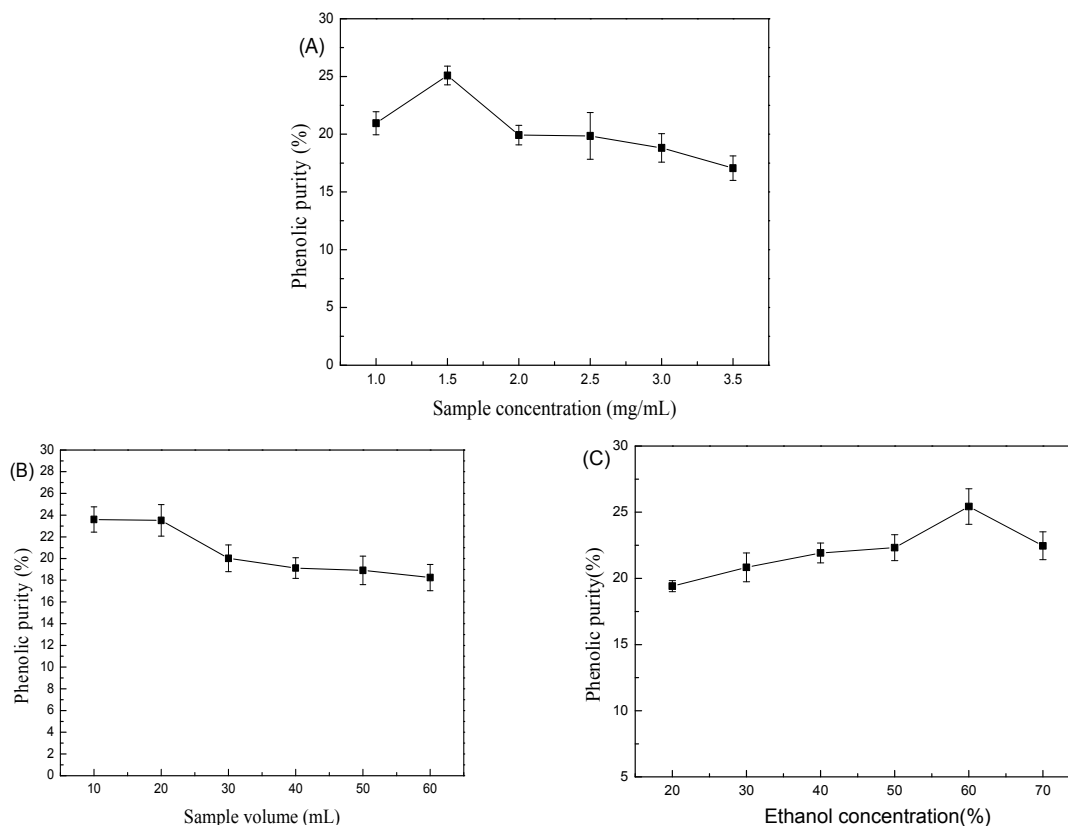 (A)
30
25
20
15
10
5
0
Phenolic purity (%)
1.0 1.5 2.0 2.5 3.0 3.5
Sample concentration (mg/mL)
(B)
30
28
26
24
22
20
18
16
14
12
10
8
6
4
2
0
Phenolic purity (%)
10 20 30 40 50 60
Sample volume (mL)
(C)
30
25
20
15
10
5
Phenolic purity(%)
20 30 40 50 60 70
Ethanol concentration(%)